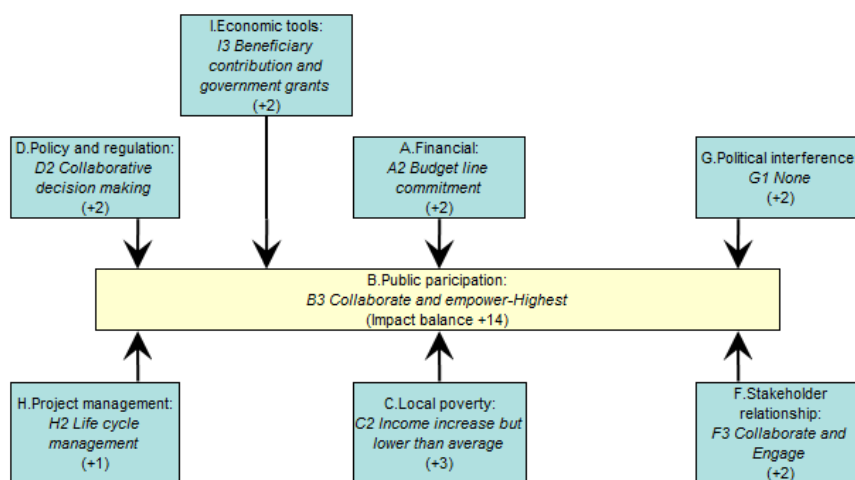 I.Economic tools:
I3 Beneficiary
contribution and
government grants
(+2)
D.Policy and regulation:
D2 Collaborative
decision making
(+2)
A.Financial:
A2 Budget line
commitment
(+2)
G.Political interference
G1 None
(+2)
B.Public paricipation:
B3 Collaborate and empower-Highest
(Impact balance +14)
H.Project management:
H2 Life cycle
management
(+1)
C.Local poverty:
C2 Income increase but
lower than average
(+3)
F.Stakeholder
relationship:
F3 Collaborate and
Engage
(+2)